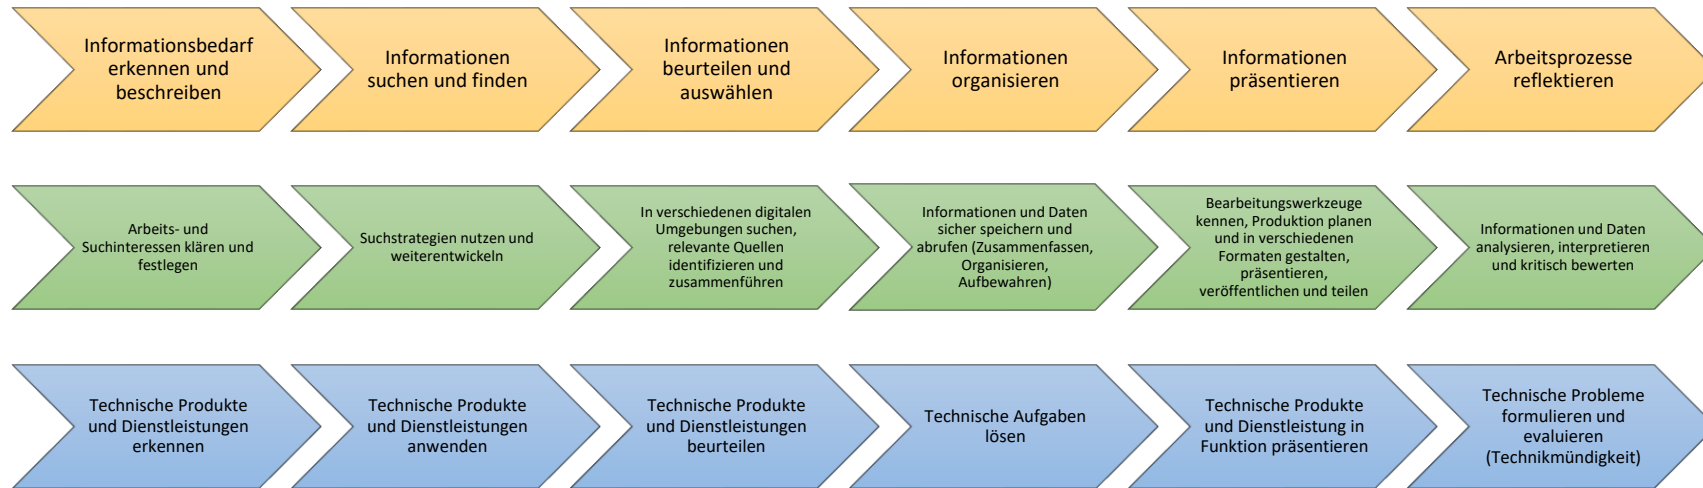 Informationsbedarf
erkennen und
beschreiben
Informationen
suchen und finden
Informationen
beurteilen und
auswählen
Informationen
organisieren
Informationen
präsentieren
Arbeitsprozesse
reflektieren
Arbeits- und
Suchinteressen klären und
festlegen
Suchstrategien nutzen und
weiterentwickeln
In verschiedenen digitalen
Umgebungen suchen,
relevante Quellen
identifizieren und
zusammenführen
Informationen und Daten
sicher speichern und
abrufen (Zusammenfassen,
Organisieren,
Aufbewahren)
Bearbeitungswerkzeuge
kennen, Produktion planen
und in verschiedenen
Formaten gestalten,
präsentieren,
veröffentlichen und teilen
Informationen und Daten
analysieren, interpretieren
und kritisch bewerten
Technische Produkte
und Dienstleistungen
erkennen
Technische Produkte
und Dienstleistungen
anwenden
Technische Produkte
und Dienstleistungen
beurteilen
Technische Aufgaben
lösen
Technische Produkte
und Dienstleistung in
Funktion präsentieren
Technische Probleme
formulieren und
evaluieren
(Technikmündigkeit)